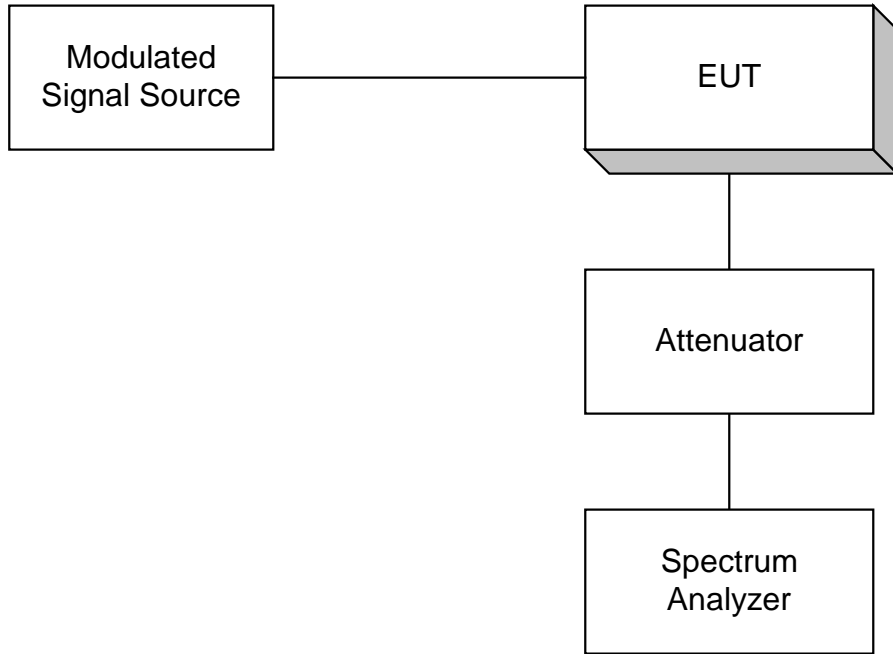 Modulated
Signal Source
EUT
Attenuator
Spectrum
Analyzer